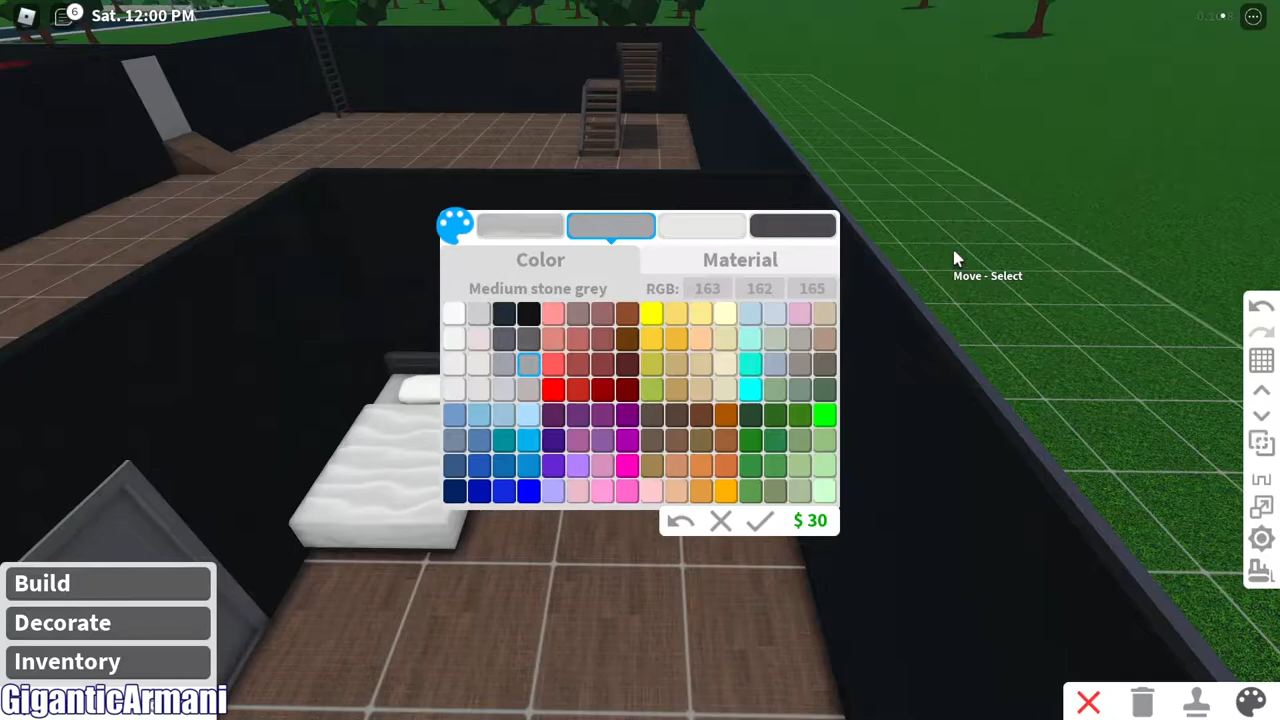 6
Sat. 12:00 PM
Move - Select
Color
Material
Medium stone grey
RGB:
163
162
165
$ 30
Build
Decorate
Inventory
GiganticArmani